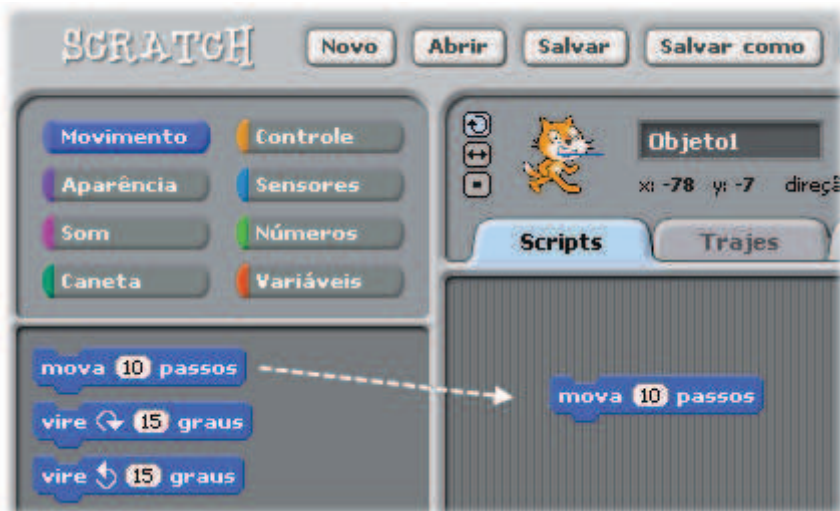 SCRATCH Novo Abrir Salvar Salvar como
Movimento Controle
Aparência Sensores
Som Números
Caneta Variáveis
Objeto1
x: -78 y: -7
Scripts Trajes
mova 10 passos
vire 15 graus
vire 15 graus
mova 10 passos